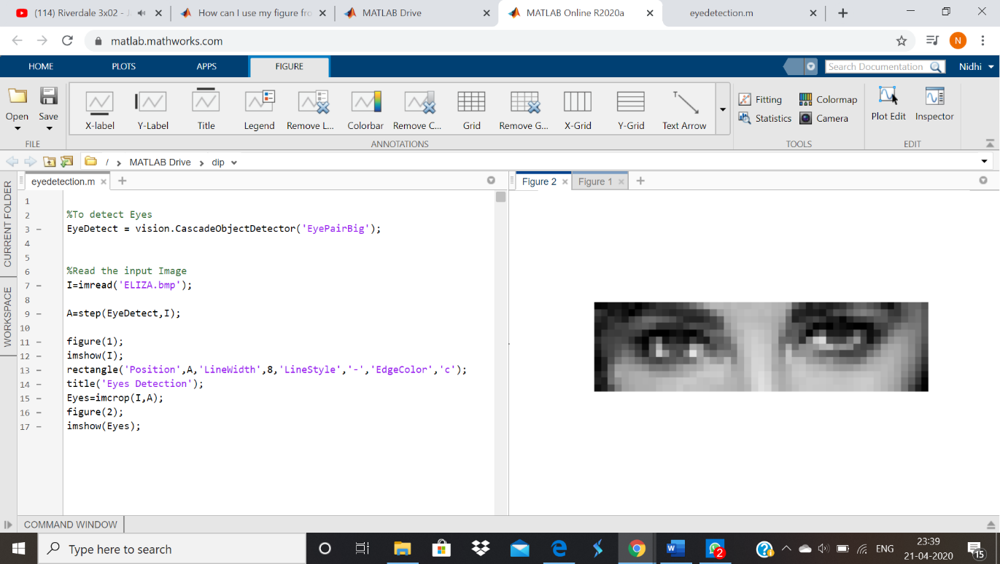 (114) Riverdale 3x02 - J
How can I use my figure fro
MATLAB Drive
MATLAB Online R2020a
eyedetection.m
matlab.mathworks.com
N
HOME PLOTS APPS FIGURE
Search Documentation
Nidhi
Open
Save
X-label
Y-Label
Title
Legend
Remove L...
Colorbar
Remove C...
Grid
Remove G...
X-Grid
Y-Grid
Text Arrow
Fitting
Colormap
Statistics
Camera
Plot Edit
Inspector
FILE
ANNOTATIONS
TOOLS
EDIT
/ > MATLAB Drive > dip
CURRENT FOLDER
WORKSPACE
eyedetection.m
Figure 2
Figure 1
1
2 %To detect Eyes
3 – EyeDetect = vision.CascadeObjectDetector('EyePairBig');
4
5
6 %Read the input Image
7 – I=imread('ELIZA.bmp');
8
9 – A=step(EyeDetect,I);
10
11 – figure(1);
12 – imshow(I);
13 – rectangle('Position',A,'LineWidth',8,'LineStyle','-','EdgeColor','c');
14 – title('Eyes Detection');
15 – Eyes=imcrop(I,A);
16 – figure(2);
17 – imshow(Eyes);
COMMAND WINDOW
Type here to search
2
ENG
23:39
21-04-2020
15